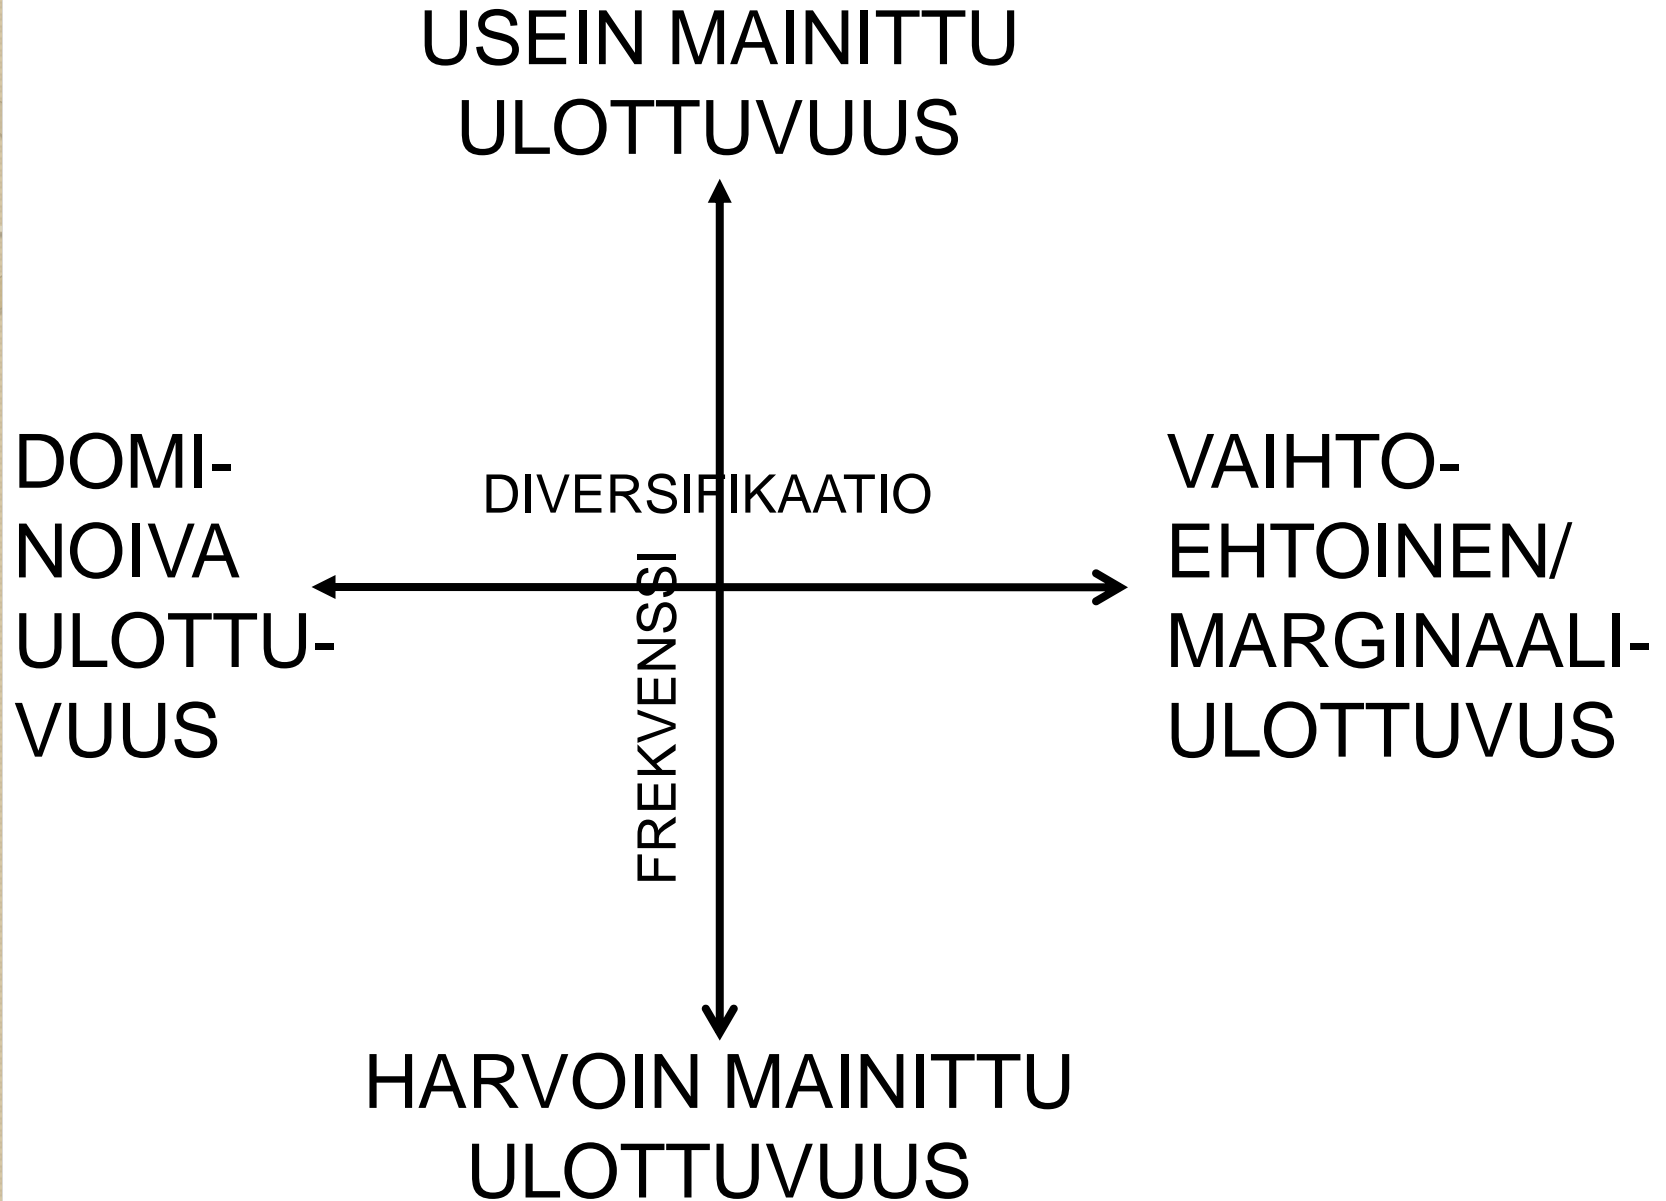 USEIN MAINITTU
ULOTTUVUUS
DOMI-
NOIVA
ULOTTU-
VUUS
DIVERSIFIKAATIO
FREKVENSSI
VAIHTO-
EHTOINEN/
MARGINAALI-
ULOTTUVUS
HARVOIN MAINITTU
ULOTTUVUUS